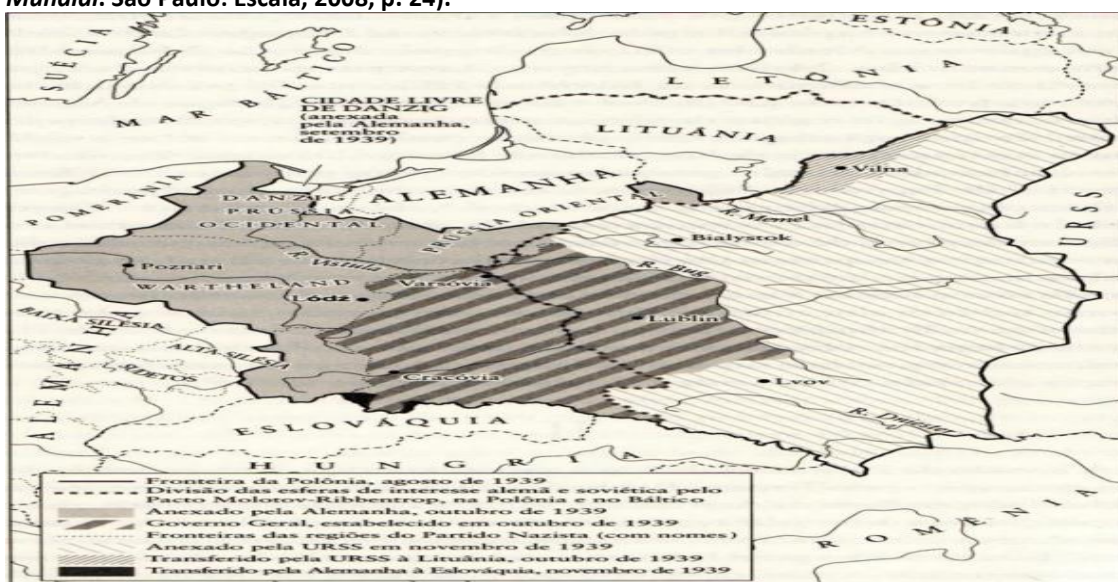 Mundial. São Paulo: Escala, 2008, p. 24).
SUÉCIA
MAR BÁLTICO
ESTÔNIA
LETÔNIA
LITUÂNIA
CIDADE LIVRE
DE DANZIG
(anexada
pela Alemanha,
setembro
de 1939)
Vilna
URSS
POMERÂNIA
DANZIG
PRUSSIA
OCIDENTAL
ALEMANHA
PRÚSSIA ORIENTAL
R. Memel
Bialystok
Poznari
R. Ustula
WARTHELAND
Varsóvia
R. Bug
Lódź
Lublin
BAIXA SILÉSIA
ALTA SILÉSIA
SUDETOS
ALEMANHA
Cracóvia
Lvov
R. Dniester
ESLOVÁQUIA
HUNGRIA
ROMÊNIA
Fronteira da Polônia, agosto de 1939
Divisão das esferas de interesse alemã e soviética pelo
Pacto Molotov-Ribbentrop, na Polônia e no Báltico
Anexado pela Alemanha, outubro de 1939
Governo Geral, estabelecido em outubro de 1939
Fronteiras das regiões do Partido Nazista (com nomes)
Anexado pela URSS em novembro de 1939
Transferido pela URSS à Lituânia, outubro de 1939
Transferido pela Alemanha à Eslováquia, novembro de 1939